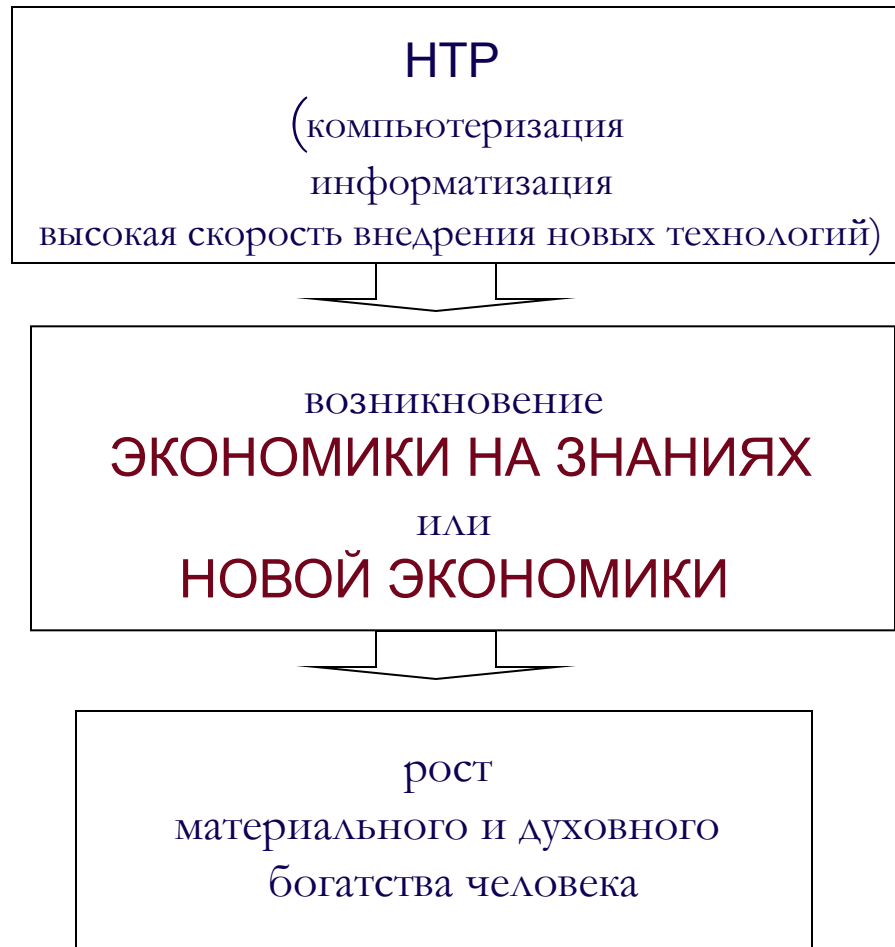 НТР
(компьютеризация
информатизация
высокая скорость внедрения новых технологий)
возникновение
ЭКОНОМИКИ НА ЗНАНИЯХ
или
НОВОЙ ЭКОНОМИКИ
рост
материального и духовного
богатства человека